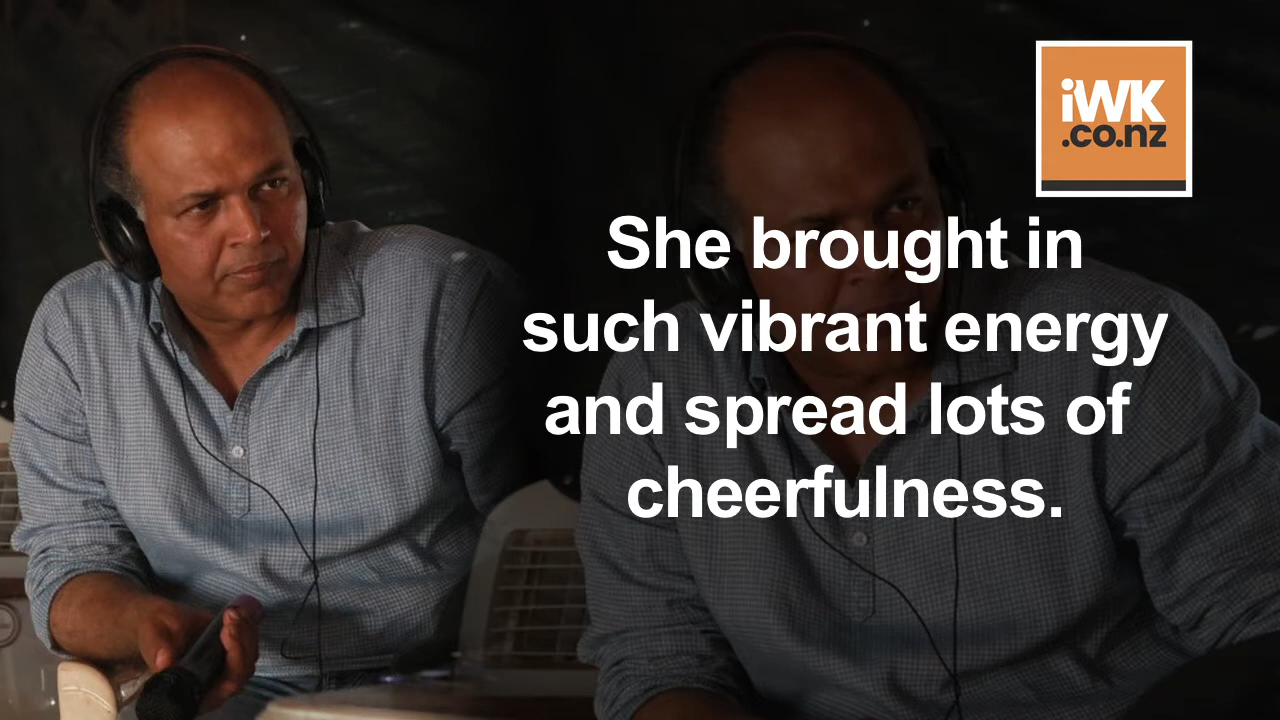 iWK
.co.nz
She brought in
such vibrant energy
and spread lots of
cheerfulness.